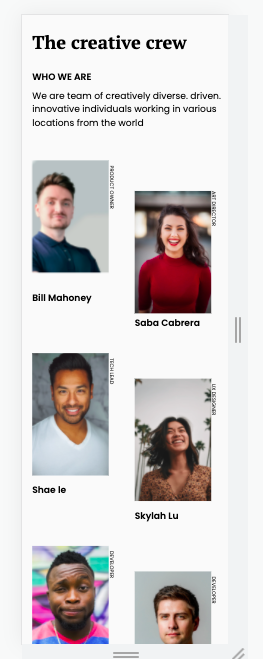 The creative crew
WHO WE ARE
We are team of creatively diverse. driven.
innovative individuals working in various
locations from the world
PRODUCT OWNER
Bill Mahoney
ART DIRECTOR
Saba Cabrera
TECH LEAD
Shae le
UX DESIGNER
Skylah Lu
DEVELOPER
DEVELOPER